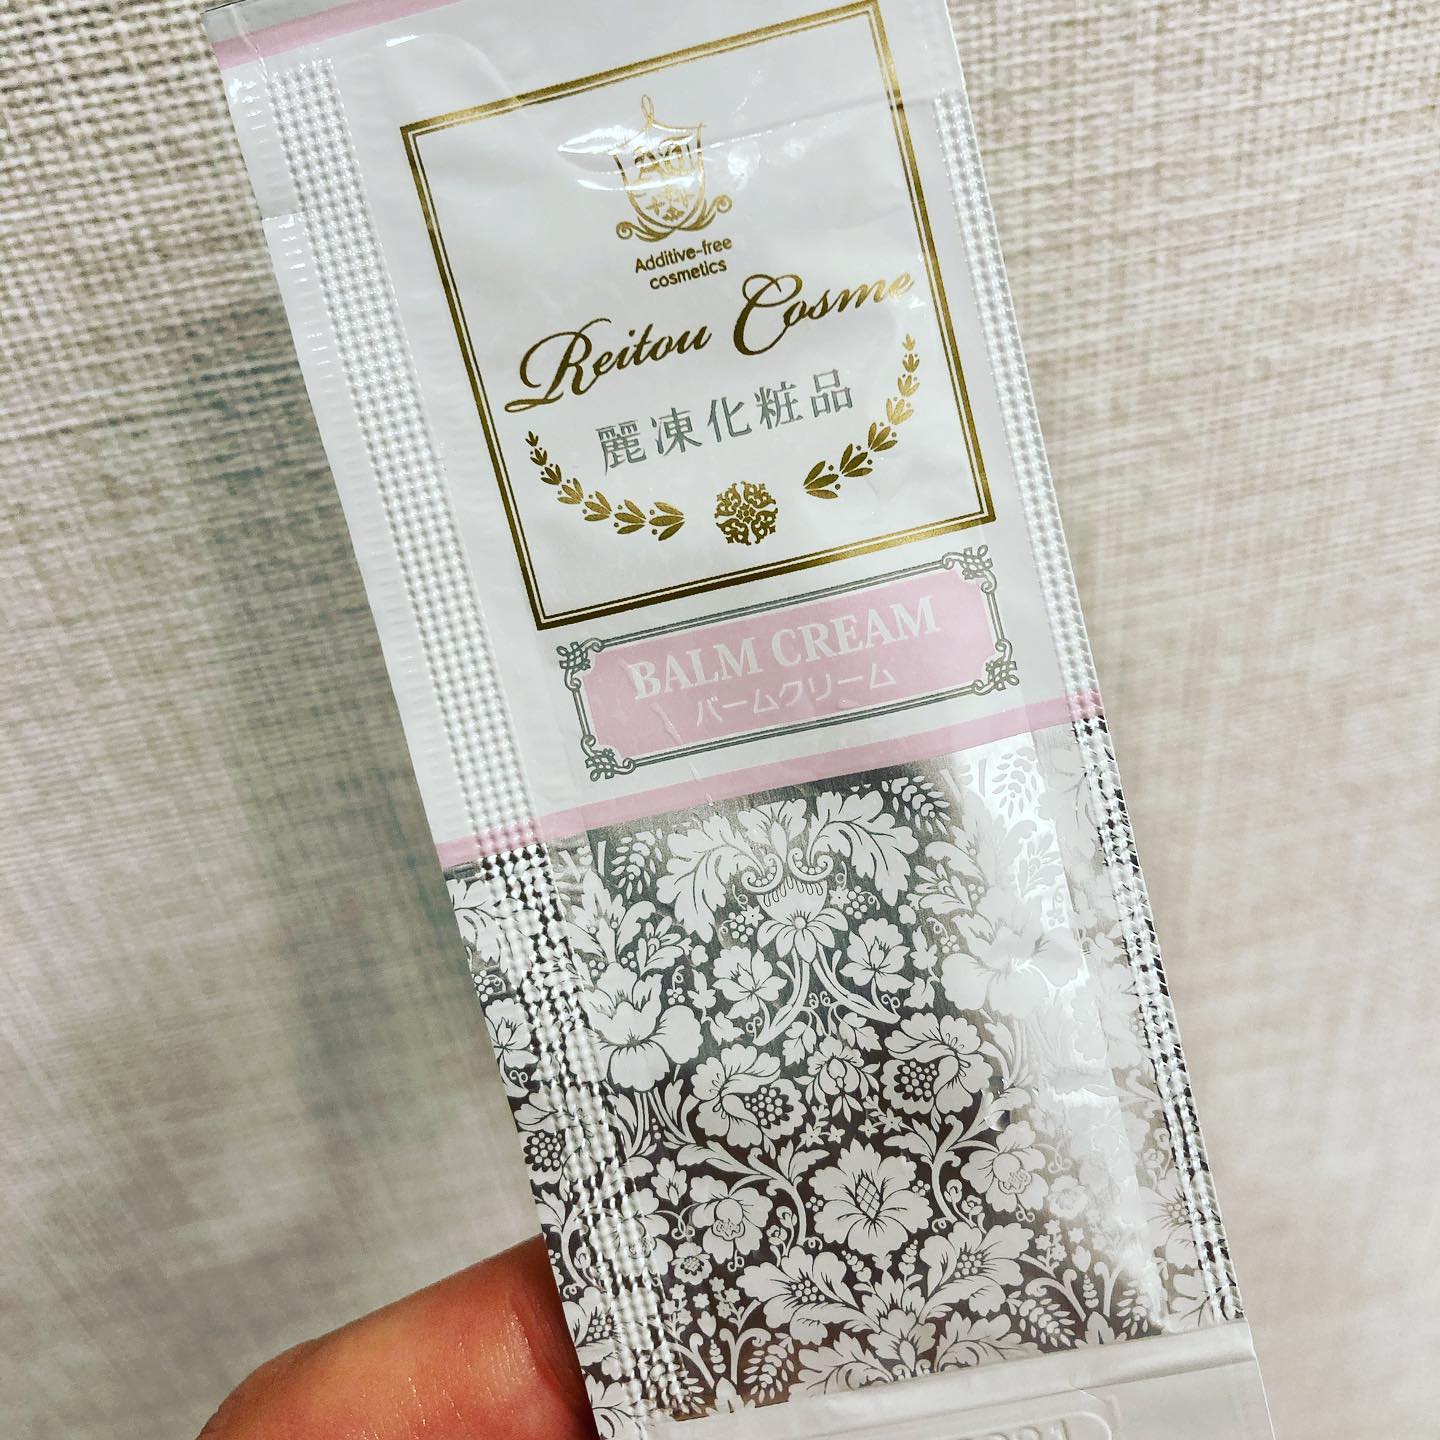 Additive-free
cosmetics
Reitou Cosme
麗凍化粧品
BALM CREAM
バームクリーム